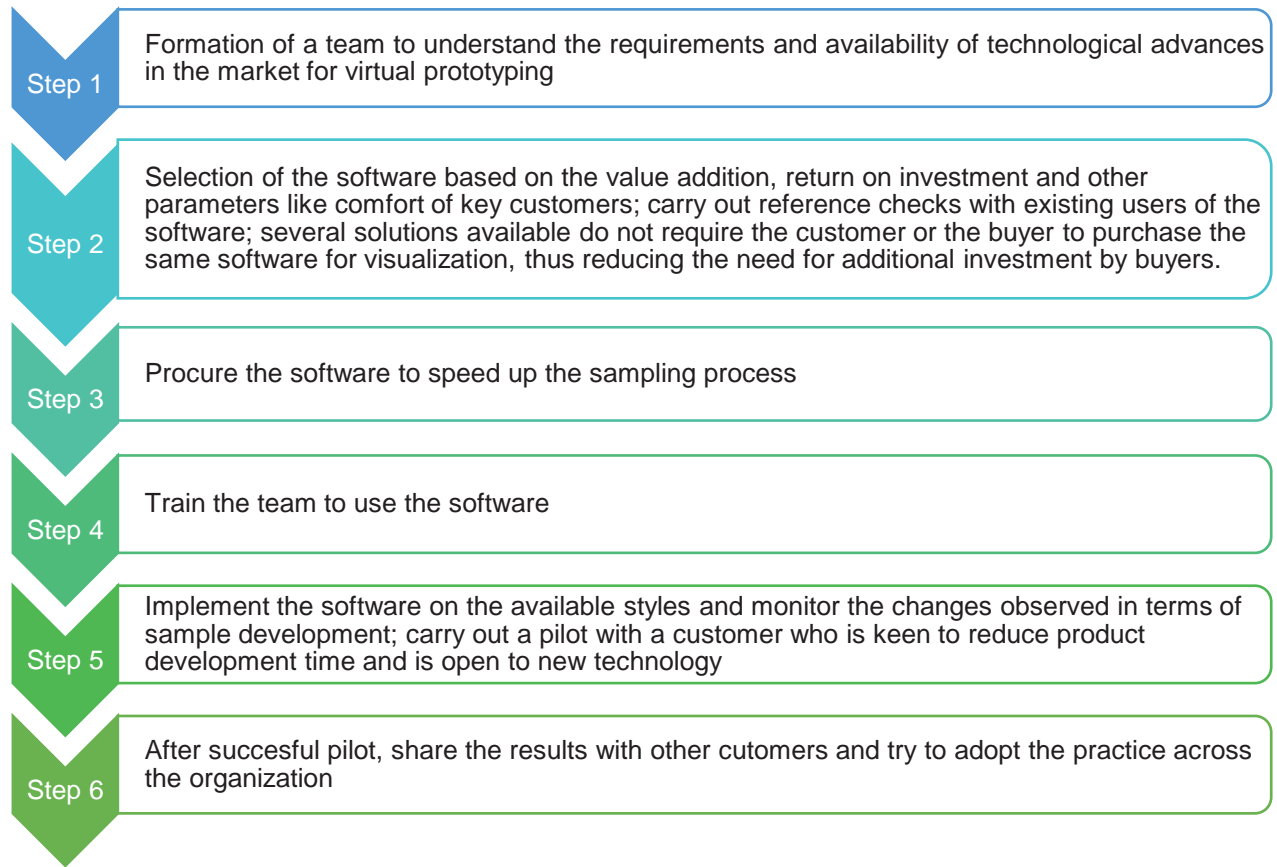 Step 1
Formation of a team to understand the requirements and availability of technological advances
in the market for virtual prototyping
Step 2
Selection of the software based on the value addition, return on investment and other
parameters like comfort of key customers; carry out reference checks with existing users of the
software; several solutions available do not require the customer or the buyer to purchase the
same software for visualization, thus reducing the need for additional investment by buyers.
Step 3
Procure the software to speed up the sampling process
Step 4
Train the team to use the software
Step 5
Implement the software on the available styles and monitor the changes observed in terms of
sample development; carry out a pilot with a customer who is keen to reduce product
development time and is open to new technology
Step 6
After succesful pilot, share the results with other cutomers and try to adopt the practice across
the organization